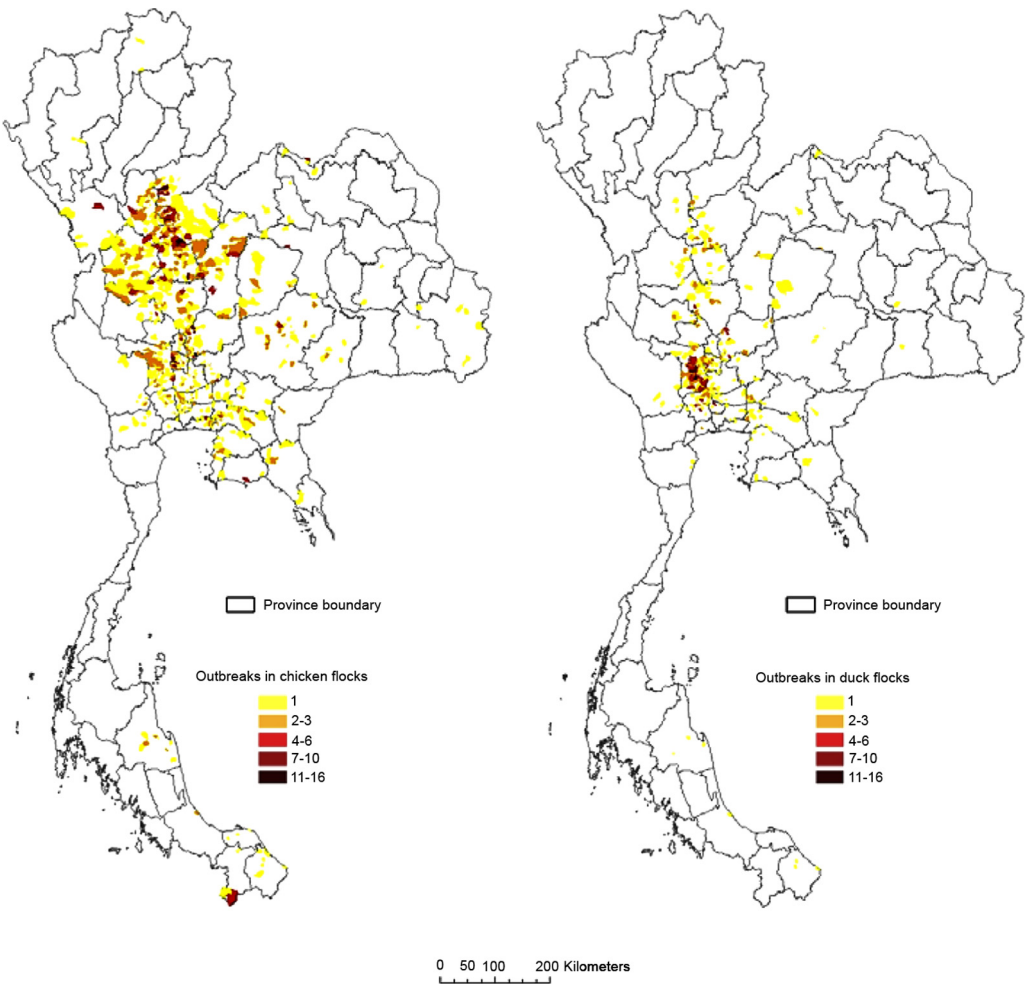 Province boundary
Outbreaks in chicken flocks
1
2-3
4-6
7-10
11-16
Province boundary
Outbreaks in duck flocks
1
2-3
4-6
7-10
11-16
0 50 100 200 Kilometers